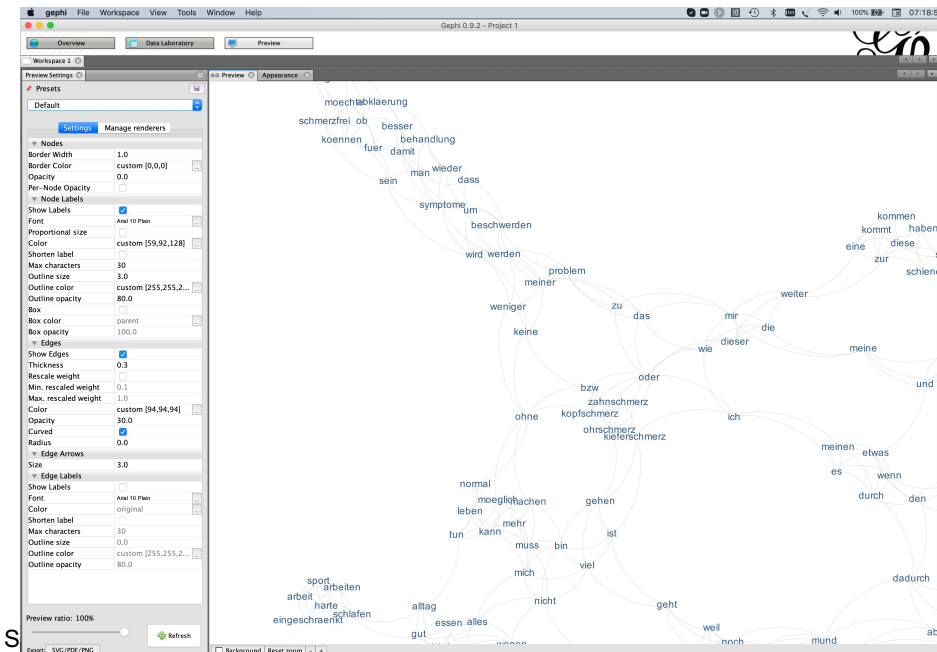 gephi File Workspace View Tools Window Help 100% 07:18:5
Gephi 0.9.2 - Project 1
Overview Data Laboratory Preview
Workspace 1
Preview Settings
Preview Appearance
Presets
Default
Settings Manage renderers
Nodes
Border Width 1.0
Border Color custom [0,0,0] ...
Opacity 0.0
Per-Node Opacity
Node Labels
Show Labels
Font Arial 10 Plain ...
Proportional size
Color custom [59,92,128] ...
Shorten label
Max characters 30
Outline size 3.0
Outline color custom [255,255,2... ...
Outline opacity 80.0
Box
Box color parent ...
Box opacity 100.0
Edges
Show Edges
Thickness 0.3
Rescale weight
Min. rescaled weight 0.1
Max. rescaled weight 1.0
Color custom [94,94,94] ...
Opacity 30.0
Curved
Radius 0.0
Edge Arrows
Size 3.0
Edge Labels
Show Labels
Font Arial 10 Plain ...
Color original ...
Shorten label
Max characters 30
Outline size 0.0
Outline color custom [255,255,2... ...
Outline opacity 80.0
Preview ratio: 100%
Refresh
S
Export: SVG/PDF/PNG
Background Reset zoom - +
moechte abklaerung
schmerzfrei ob besser
koennen behandlung
fuer damit
man wieder
sein dass
symptome um
beschwerden
kommen
kommt haben
eine diese
wird werden zur
problem schien
meiner
weiter
weniger zu
das mir
keine die
dieser
wie meine
oder
bzw und
zahnschmerz
ohne kopfschmerz ich
ohrschmerz
kieferschmerz
meinen etwas
es wenn
normal
moeglich machen gehen durch den
leben
mehr
tun kann ist
muss bin
viel
mich dadurch
sport
arbeiten
arbeit nicht
harte alltag geht
schlafen
eingeschraenkt essen alles
gut weil
wegen noch mund ab